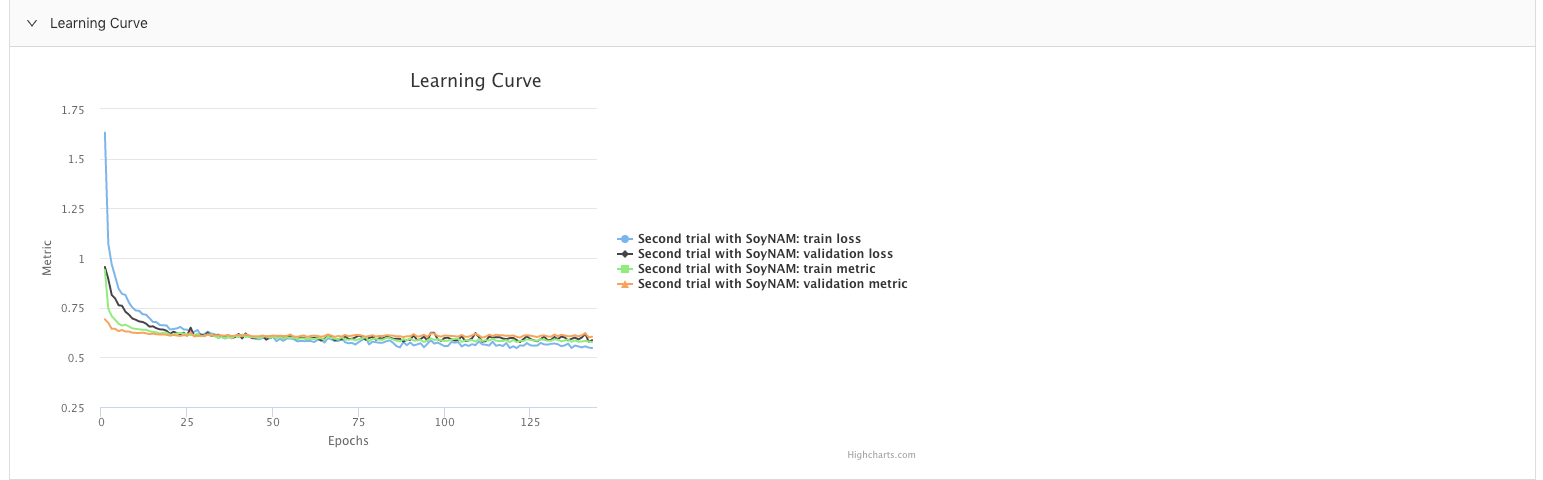 Learning Curve
Learning Curve
1.75
1.5
1.25
1
0.75
0.5
0.25
Metric
0
25
50
75
100
125
Epochs
Second trial with SoyNAM: train loss
Second trial with SoyNAM: validation loss
Second trial with SoyNAM: train metric
Second trial with SoyNAM: validation metric
Highcharts.com